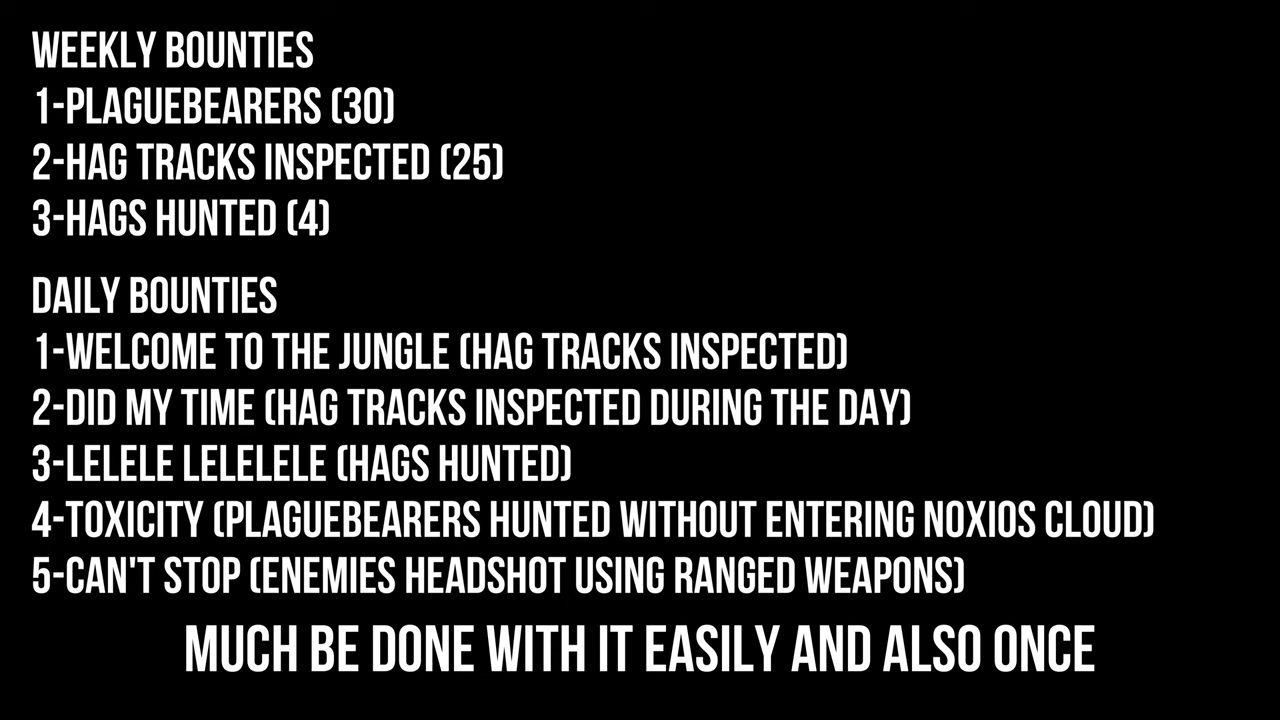 WEEKLY BOUNTIES
1-PLAGUEBEARERS (30)
2-HAG TRACKS INSPECTED (25)
3-HAGS HUNTED (4)
DAILY BOUNTIES
1-WELCOME TO THE JUNGLE (HAG TRACKS INSPECTED)
2-DID MY TIME (HAG TRACKS INSPECTED DURING THE DAY)
3-LELELE LELELELE (HAGS HUNTED)
4-TOXICITY (PLAGUEBEARERS HUNTED WITHOUT ENTERING NOXIOS CLOUD)
5-CAN'T STOP (ENEMIES HEADSHOT USING RANGED WEAPONS)
MUCH BE DONE WITH IT EASILY AND ALSO ONCE